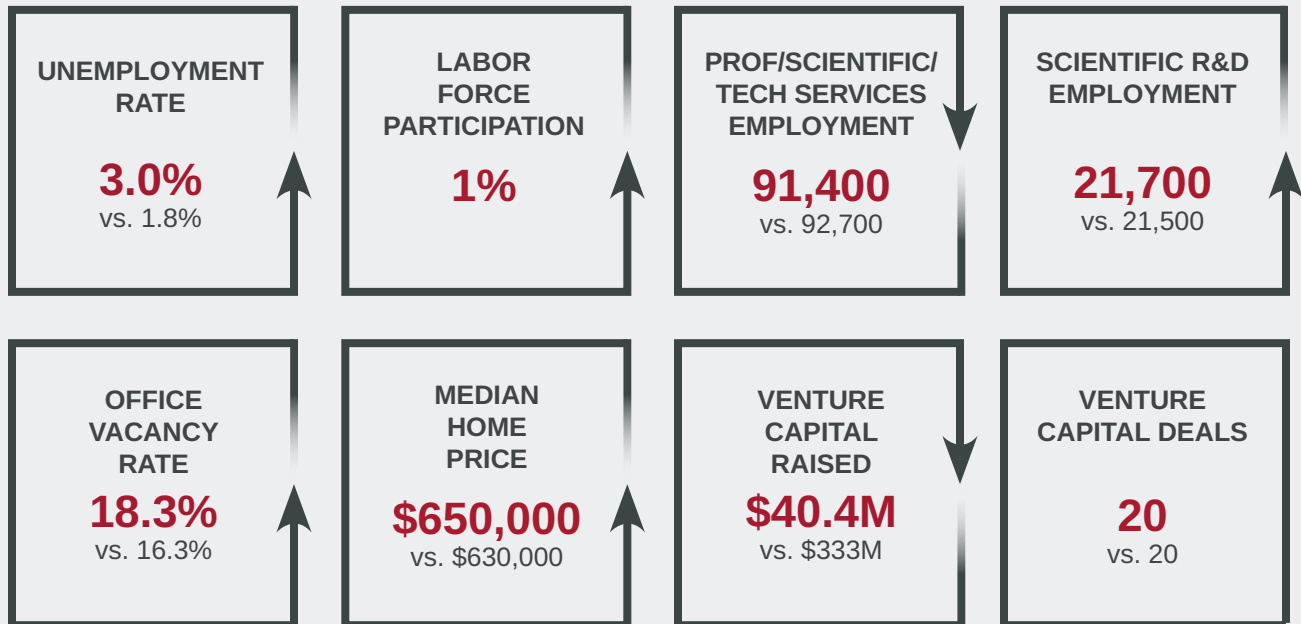 UNEMPLOYMENT
RATE
3.0%
vs. 1.8%
LABOR
FORCE
PARTICIPATION
1%
PROF/SCIENTIFIC/
TECH SERVICES
EMPLOYMENT
91,400
vs. 92,700
SCIENTIFIC R&D
EMPLOYMENT
21,700
vs. 21,500
OFFICE
VACANCY
RATE
18.3%
vs. 16.3%
MEDIAN
HOME
PRICE
$650,000
vs. $630,000
VENTURE
CAPITAL
RAISED
$40.4M
vs. $333M
VENTURE
CAPITAL DEALS
20
vs. 20